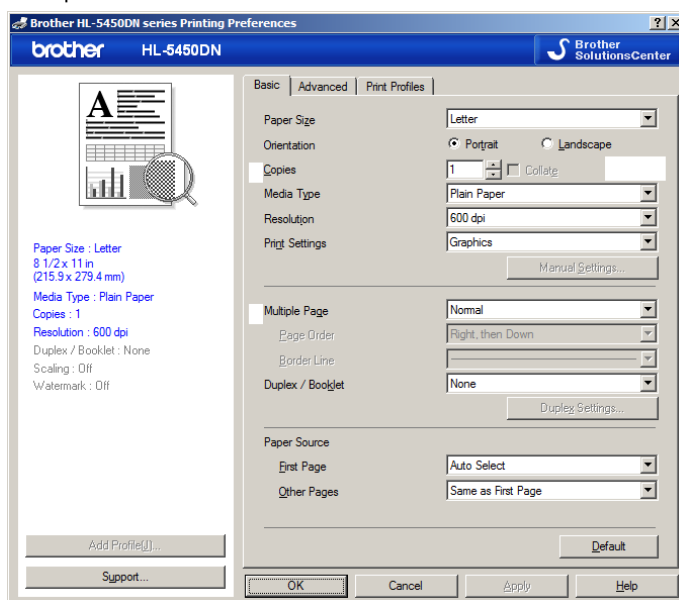 Brother HL-5450DN series Printing Preferences
brother HL-5450DN
Brother
SolutionsCenter
A
Paper Size : Letter
8 1/2 x 11 in
(215.9 x 279.4 mm)
Media Type : Plain Paper
Copies : 1
Resolution : 600 dpi
Duplex / Booklet : None
Scaling : Off
Watermark : Off
Add Profile[J]...
Support...
Basic Advanced Print Profiles
Paper Size Letter
Orientation Portrait Landscape
Copies 1 Collate
Media Type Plain Paper
Resolution 600 dpi
Print Settings Graphics
Manual Settings...
Multiple Page Normal
Page Order Right, then Down
Border Line
Duplex / Booklet None
Duplex Settings...
Paper Source
First Page Auto Select
Other Pages Same as First Page
Default
OK Cancel Apply Help